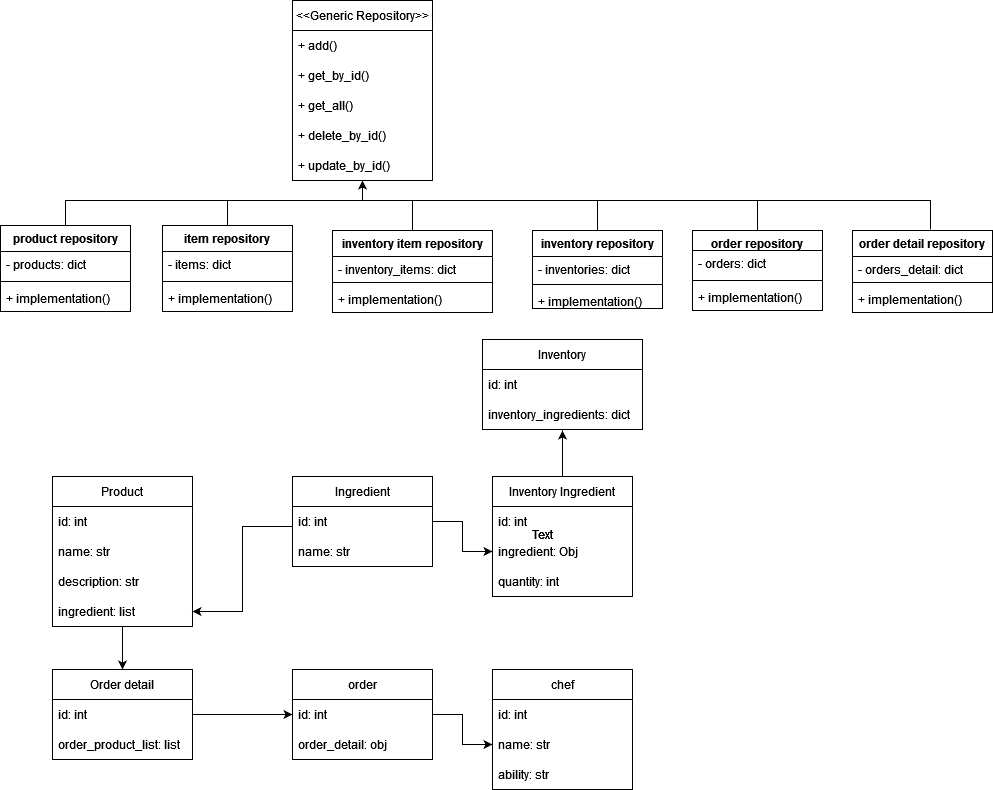 <<Generic Repository>>
+ add()
+ get_by_id()
+ get_all()
+ delete_by_id()
+ update_by_id()
product repository
- products: dict
+ implementation()
item repository
- items: dict
+ implementation()
inventory item repository
- inventory_items: dict
+ implementation()
inventory repository
- inventories: dict
+ implementation()
order repository
- orders: dict
+ implementation()
order detail repository
- orders_detail: dict
+ implementation()
Inventory
id: int
inventory_ingredients: dict
Product
id: int
name: str
description: str
ingredient: list
Ingredient
id: int
name: str
Inventory Ingredient
id: int
Text
ingredient: Obj
quantity: int
Order detail
id: int
order_product_list: list
order
id: int
order_detail: obj
chef
id: int
name: str
ability: str